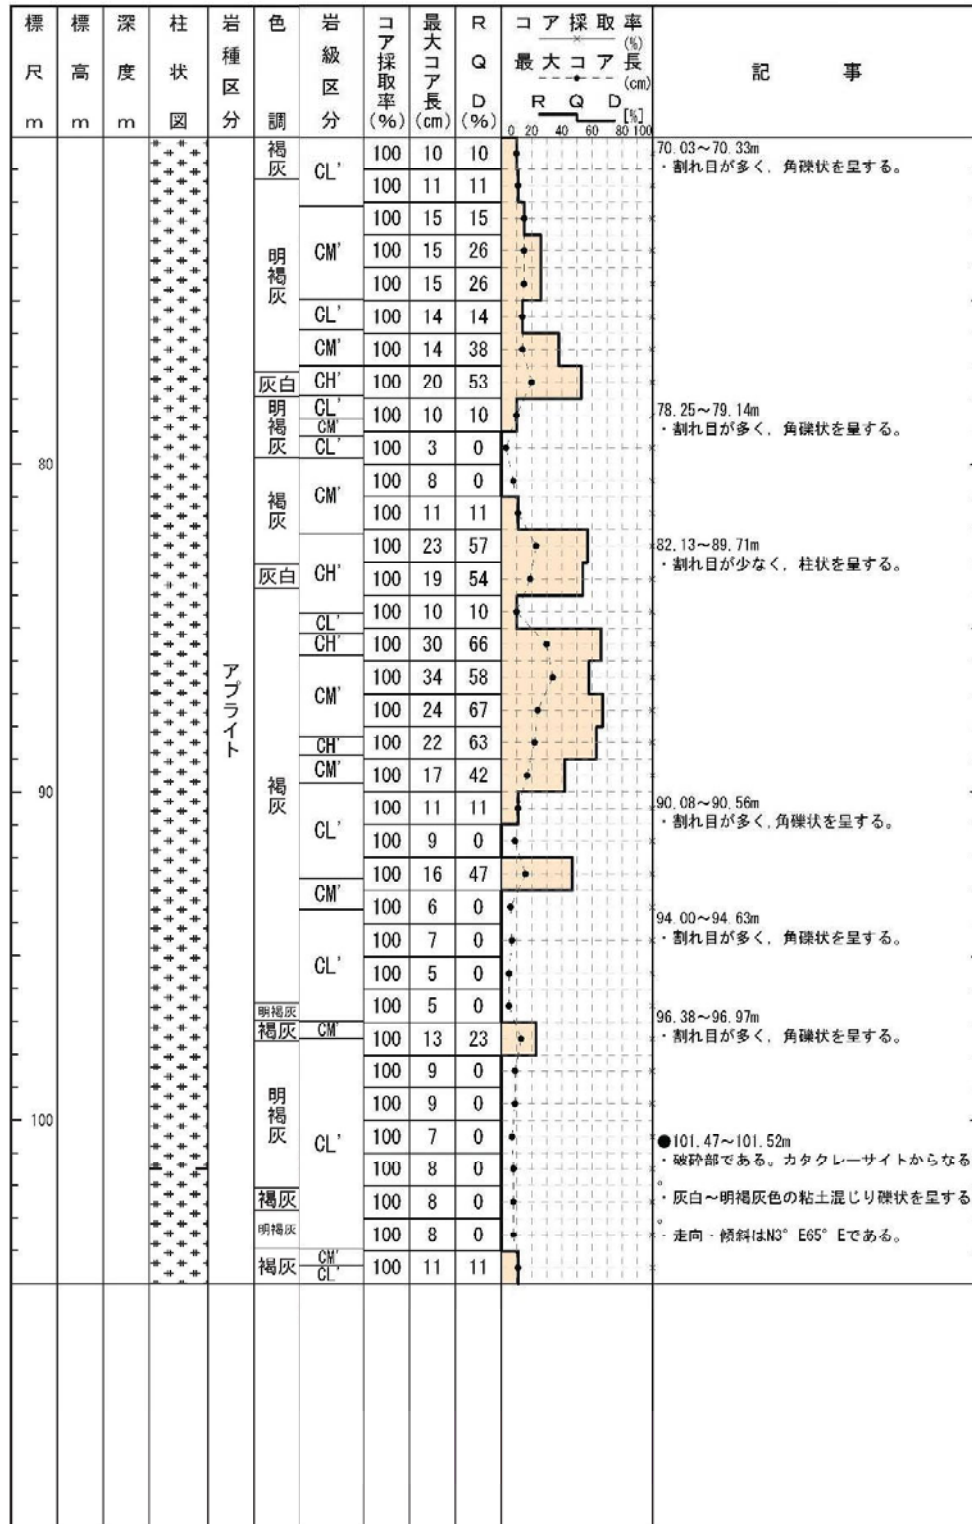 標尺m 標高m 深度m 柱状図 岩種区分 色調 岩級区分 コア採取率(%) 最大コア長(cm) RQD(%) コア採取率(%) 最大コア長(cm) RQD[%] 記事
0 20 40 60 80 100
褐灰 CL' 100 10 10
100 11 11
明褐灰 CM' 100 15 15
100 15 26
100 15 26
CL' 100 14 14
CM' 100 14 38
灰白 CH' 100 20 53
明褐灰 CL' CM' 100 10 10
80 CL' 100 3 0
褐灰 CM' 100 8 0
100 11 11
CH' 100 23 57
灰白 100 19 54
褐灰 CL' 100 10 10
CH' 100 30 66
アプライト CM' 100 34 58
100 24 67
CH' 100 22 63
90 CM' 100 17 42
CL' 100 11 11
100 9 0
100 16 47
CM' 100 6 0
CL' 100 7 0
100 5 0
明褐灰 100 5 0
褐灰 CM' 100 13 23
明褐灰 CL' 100 9 0
100 100 9 0
100 7 0
100 8 0
褐灰 100 8 0
明褐灰 100 8 0
褐灰 CM' CL' 100 11 11
70.03～70.33m
・割れ目が多く，角礫状を呈する。
78.25～79.14m
・割れ目が多く，角礫状を呈する。
82.13～89.71m
・割れ目が少なく，柱状を呈する。
90.08～90.56m
・割れ目が多く,角礫状を呈する。
94.00～94.63m
・割れ目が多く，角礫状を呈する。
96.38～96.97m
・割れ目が多く，角礫状を呈する。
●101.47～101.52m
・破砕部である。カタクレーサイトからなる
。
・灰白～明褐灰色の粘土混じり礫状を呈する
。
・走向・傾斜はN3°E65°Eである。